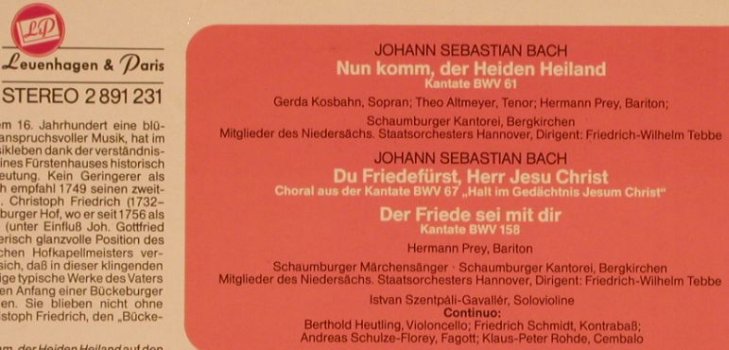 LP
Leuenhagen & Paris
STEREO 2 891 231
em 16. Jahrhundert eine blü-
anspruchsvoller Musik, hat im
sikleben dank der verständnis-
ines Fürstenhauses historisch
eutung. Kein Geringerer als
h empfahl 1749 seinen zweit-
. Christoph Friedrich (1732–
burger Hof, wo er seit 1756 als
(unter Einfluß Joh. Gottfried
erisch glanzvolle Position des
chen Hofkapellmeisters ver-
sich, daß in dieser klingenden
ige typische Werke des Vaters
en Anfang einer Bückeburger
en. Sie blieben nicht ohne
stoph Friedrich, den „Bücke-
m, der Heiden Heiland auf den
JOHANN SEBASTIAN BACH
Nun komm, der Heiden Heiland
Kantate BWV 61
Gerda Kosbahn, Sopran; Theo Altmeyer, Tenor; Hermann Prey, Bariton;
Schaumburger Kantorei, Bergkirchen
Mitglieder des Niedersächs. Staatsorchesters Hannover, Dirigent: Friedrich-Wilhelm Tebbe
JOHANN SEBASTIAN BACH
Du Friedefürst, Herr Jesu Christ
Choral aus der Kantate BWV 67 „Halt im Gedächtnis Jesum Christ“
Der Friede sei mit dir
Kantate BWV 158
Hermann Prey, Bariton
Schaumburger Märchensänger · Schaumburger Kantorei, Bergkirchen
Mitglieder des Niedersächs. Staatsorchesters Hannover, Dirigent: Friedrich-Wilhelm Tebbe
Istvan Szentpáli-Gavallér, Solovioline
Continuo:
Berthold Heutling, Violoncello; Friedrich Schmidt, Kontrabaß;
Andreas Schulze-Florey, Fagott; Klaus-Peter Rohde, Cembalo